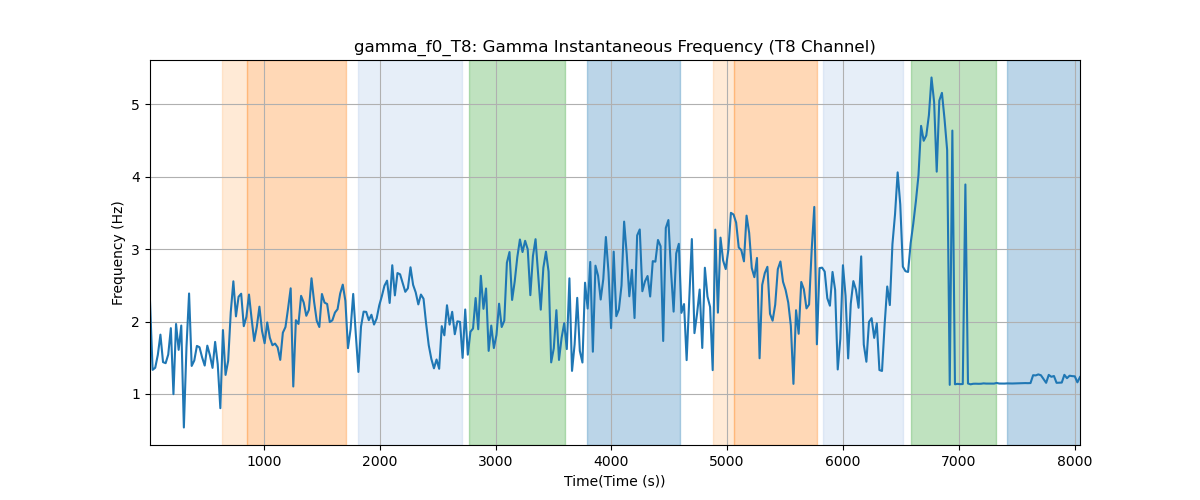 gamma_f0_T8: Gamma Instantaneous Frequency (T8 Channel)
Frequency (Hz)
5
4
3
2
1
1000 2000 3000 4000 5000 6000 7000 8000
Time(Time (s))